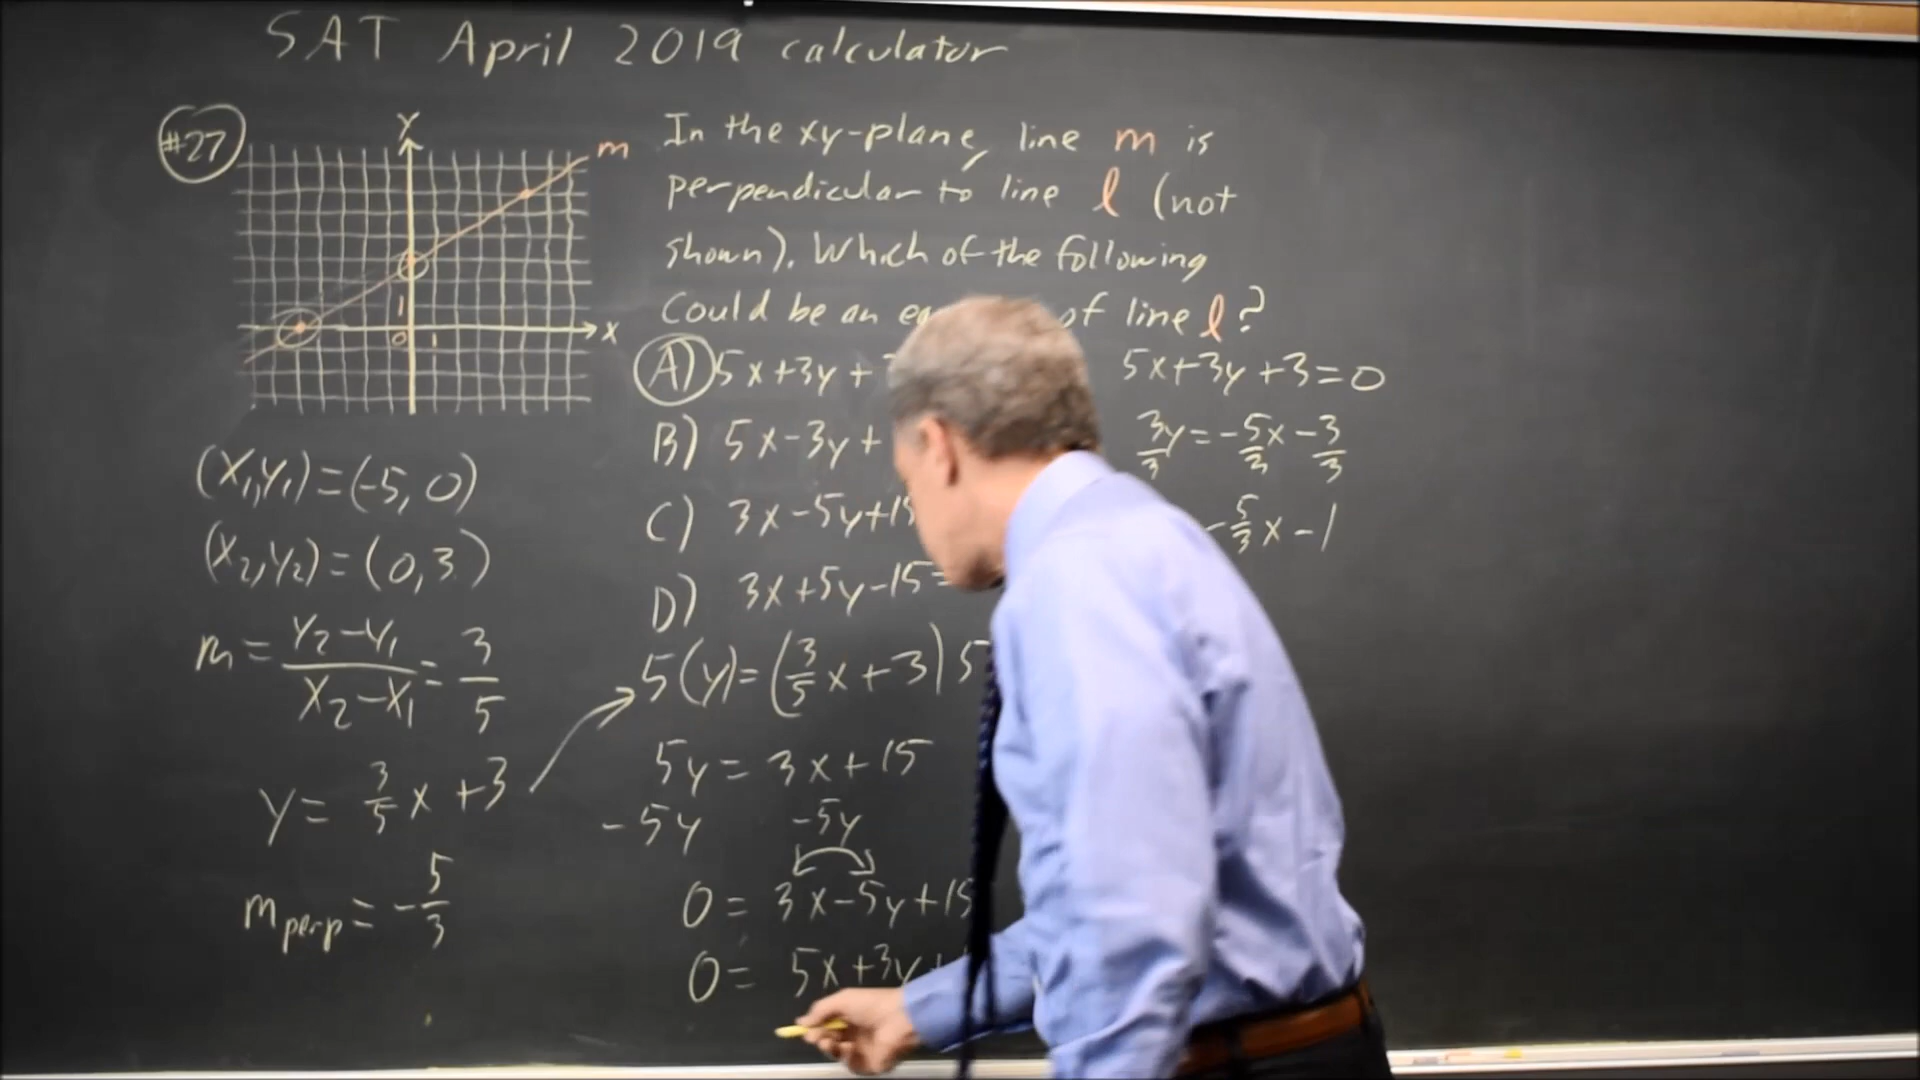 SAT April 2019 calculator
#27
Y
m
1
0
1
x
In the xy-plane, line m is
perpendicular to line l (not
shown). Which of the following
Could be an of line l?
A) 5x+3y+
B) 5x-3y+
C) 3x-5y+15
D) 3x+5y-15=
5x+3y+3=0
3y/3=-5/3x-3/3
-5/3x-1
(X₁,Y₁)=(-5,0)
(X₂,Y₂)=(0,3)
m=(Y₂-Y₁)/(X₂-X₁)=3/5
y=3/5x+3
m perp=-5/3
5(y)=(3/5x+3)5
5y=3x+15
-5y -5y
0=3x-5y+15
0=5x+3y+